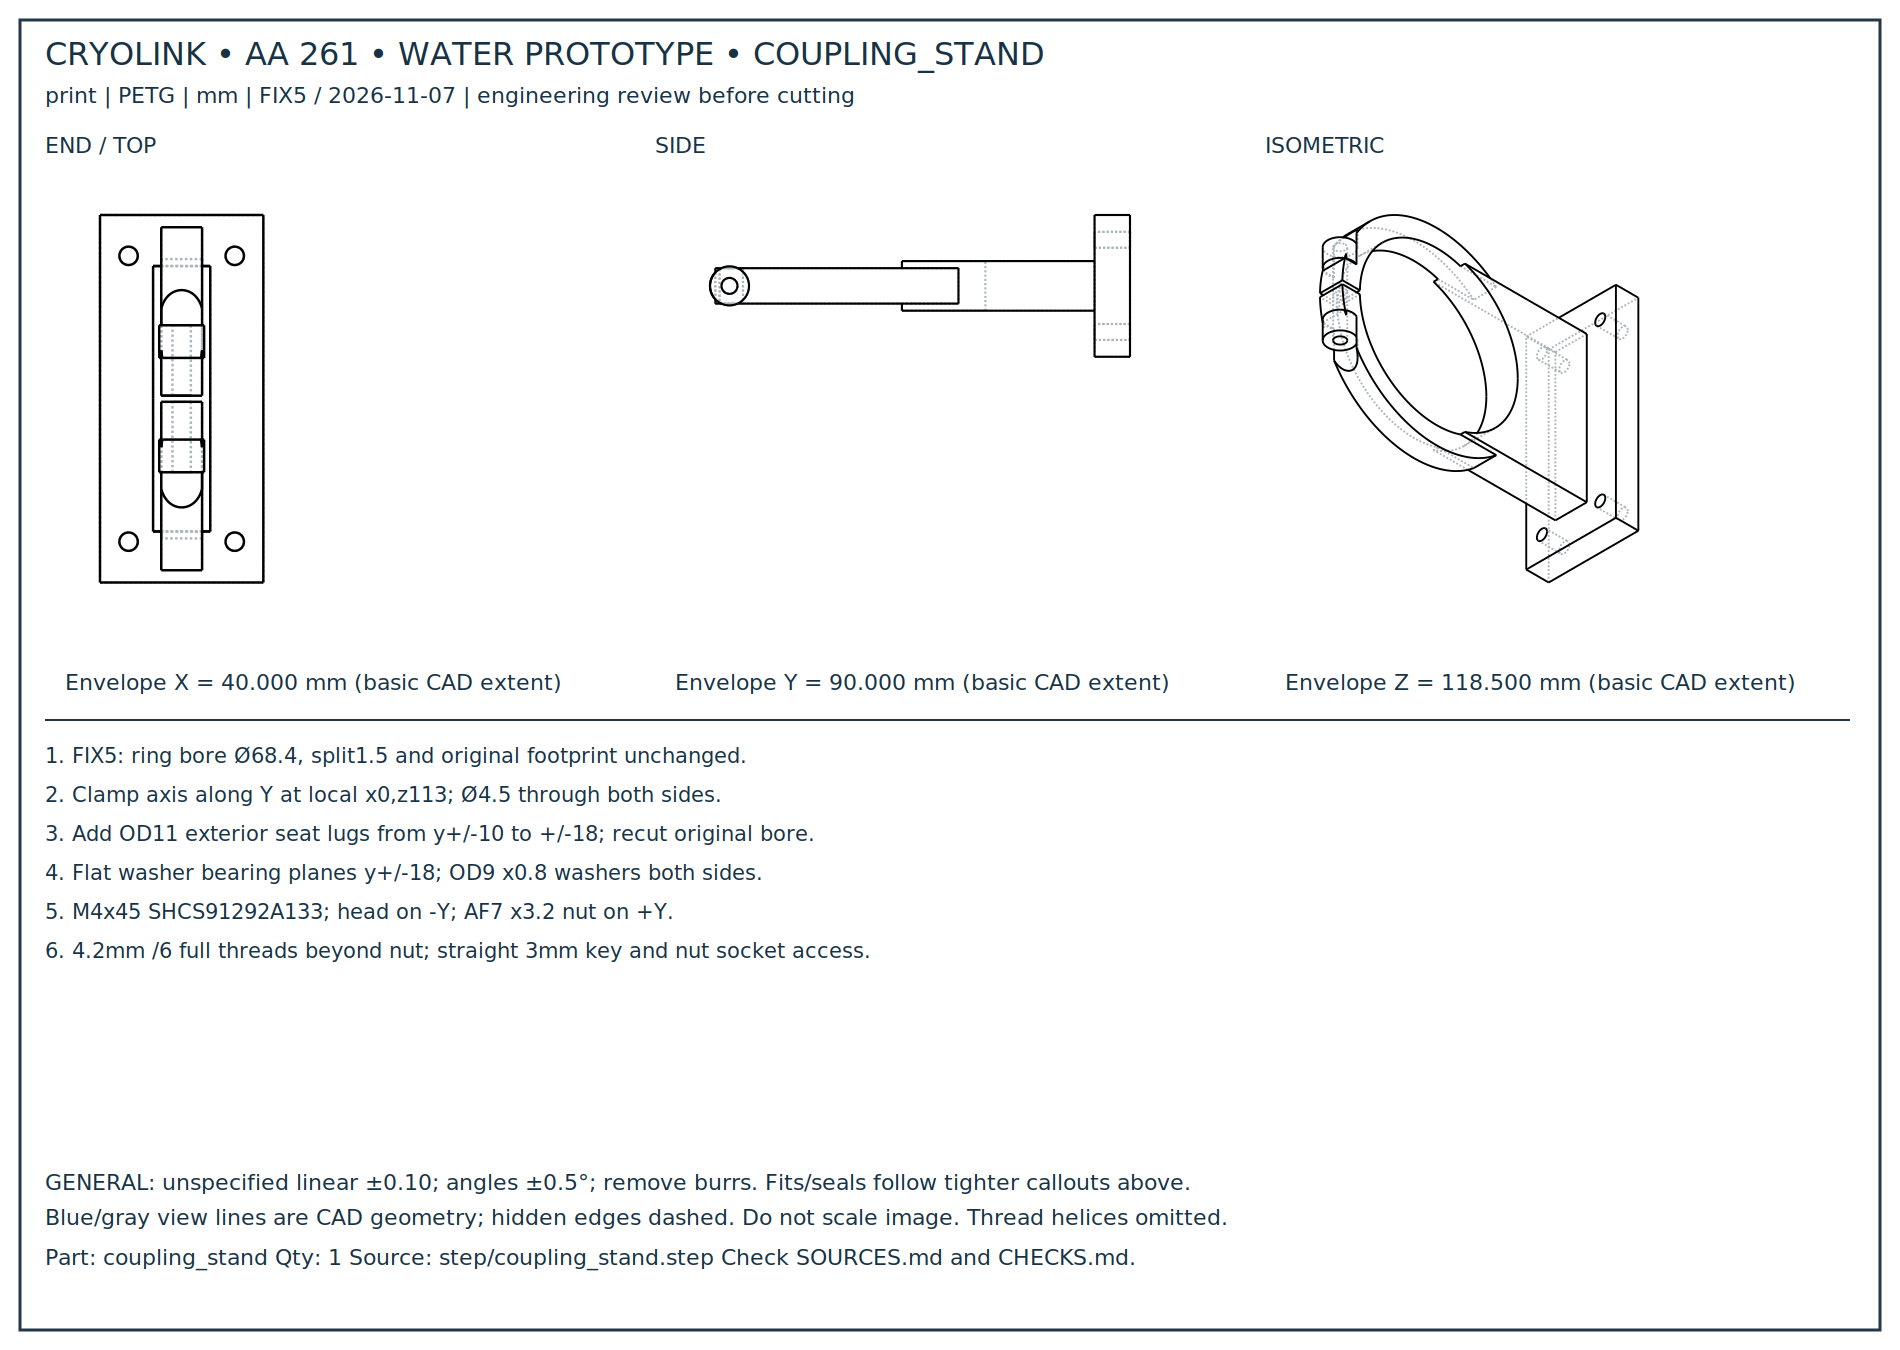 CRYOLINK • AA 261 • WATER PROTOTYPE • COUPLING_STAND
print | PETG | mm | FIX5 / 2026-11-07 | engineering review before cutting
END / TOP
SIDE
ISOMETRIC
Envelope X = 40.000 mm (basic CAD extent)
Envelope Y = 90.000 mm (basic CAD extent)
Envelope Z = 118.500 mm (basic CAD extent)
1. FIX5: ring bore Ø68.4, split1.5 and original footprint unchanged.
2. Clamp axis along Y at local x0,z113; Ø4.5 through both sides.
3. Add OD11 exterior seat lugs from y+/-10 to +/-18; recut original bore.
4. Flat washer bearing planes y+/-18; OD9 x0.8 washers both sides.
5. M4x45 SHCS91292A133; head on -Y; AF7 x3.2 nut on +Y.
6. 4.2mm /6 full threads beyond nut; straight 3mm key and nut socket access.
GENERAL: unspecified linear ±0.10; angles ±0.5°; remove burrs. Fits/seals follow tighter callouts above.
Blue/gray view lines are CAD geometry; hidden edges dashed. Do not scale image. Thread helices omitted.
Part: coupling_stand Qty: 1 Source: step/coupling_stand.step Check SOURCES.md and CHECKS.md.